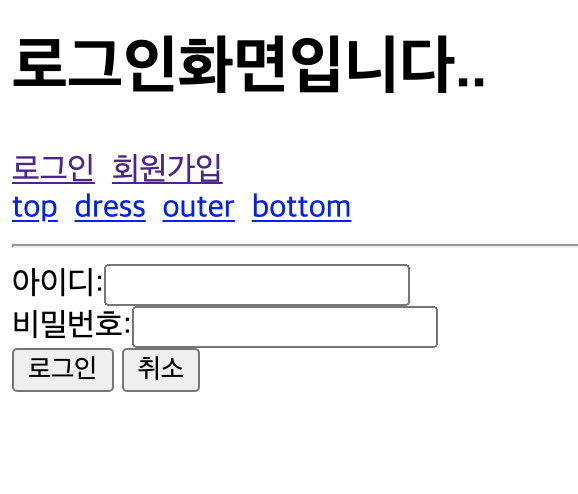 로그인화면입니다..
로그인 회원가입
top dress outer bottom
아이디:
비밀번호:
로그인 취소